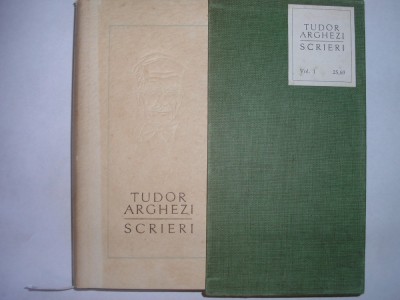 TUDOR
ARGHEZI
SCRIERI
TUDOR
ARGHEZI
SCRIERI
Vol. 1